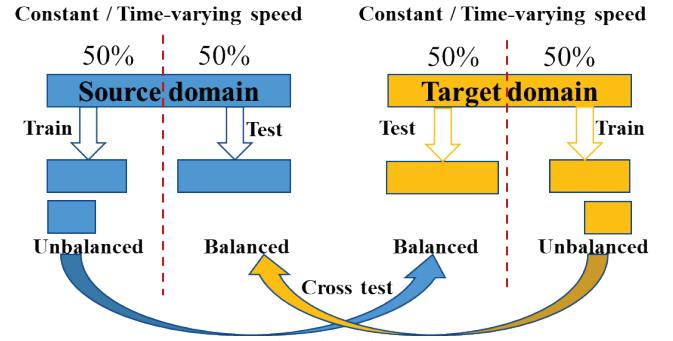 Constant / Time-varying speed
Constant / Time-varying speed
50%
50%
50%
50%
Source domain
Target domain
Train
Test
Test
Train
Unbalanced
Balanced
Balanced
Unbalanced
Cross test